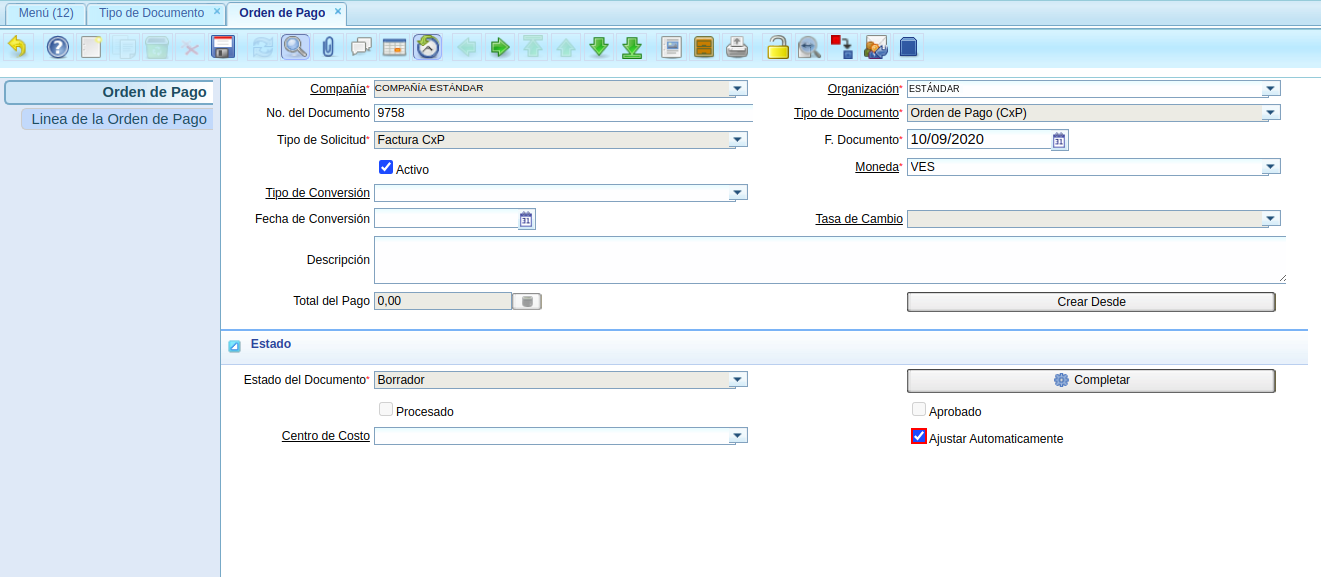 Menú (12) Tipo de Documento × Orden de Pago ×
Orden de Pago
Linea de la Orden de Pago
Compañía* COMPAÑÍA ESTÁNDAR Organización* ESTÁNDAR
No. del Documento 9758 Tipo de Documento* Orden de Pago (CxP)
Tipo de Solicitud* Factura CxP F. Documento* 10/09/2020
Activo Moneda* VES
Tipo de Conversión
Fecha de Conversión Tasa de Cambio
Descripción
Total del Pago 0,00 Crear Desde
Estado
Estado del Documento* Borrador Completar
Procesado Aprobado
Centro de Costo Ajustar Automaticamente